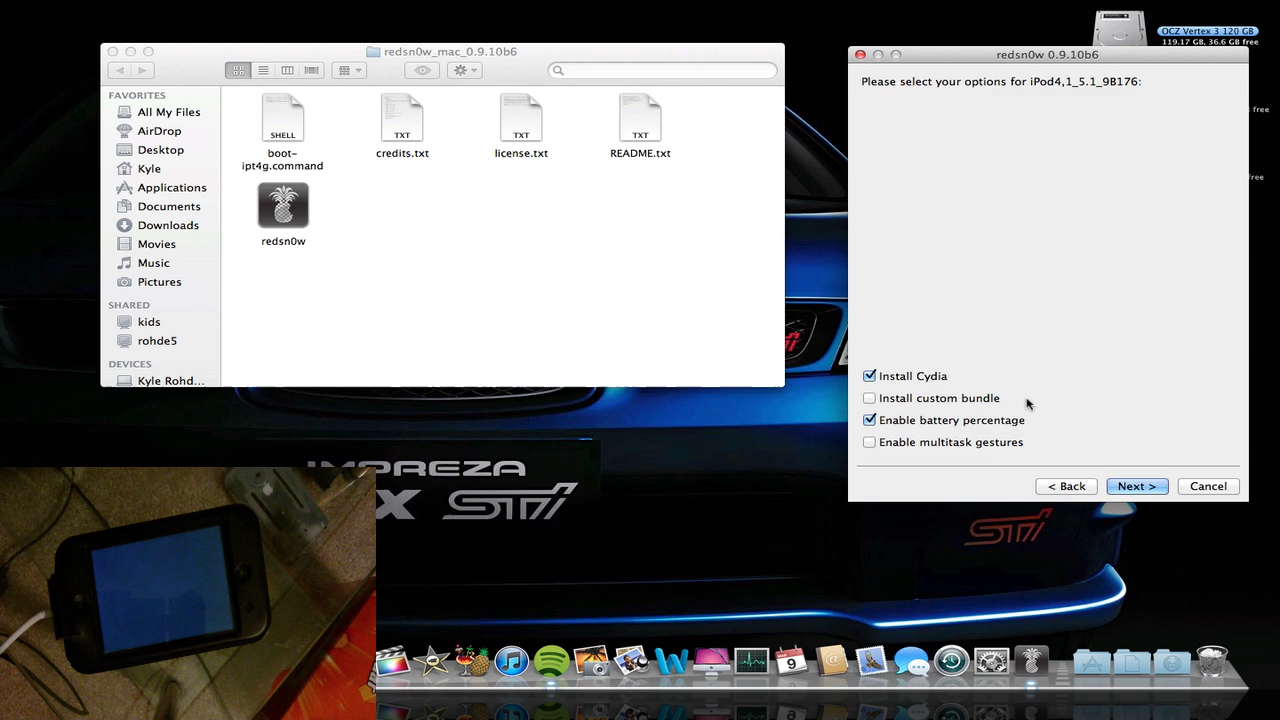 redsn0w_mac_0.9.10b6
FAVORITES
All My Files
AirDrop
Desktop
Kyle
Applications
Documents
Downloads
Movies
Music
Pictures
SHARED
kids
rohde5
DEVICES
Kyle Rohd...
SHELL
boot-
ipt4g.command
TXT
credits.txt
TXT
license.txt
TXT
README.txt
redsn0w
OCZ Vertex 3 120 GB
119.17 GB, 36.6 GB free
free
free
redsn0w 0.9.10b6
Please select your options for iPod4,1_5.1_9B176:
Install Cydia
Install custom bundle
Enable battery percentage
Enable multitask gestures
< Back
Next >
Cancel
IMPREZA
X STI
STI
MAR
9